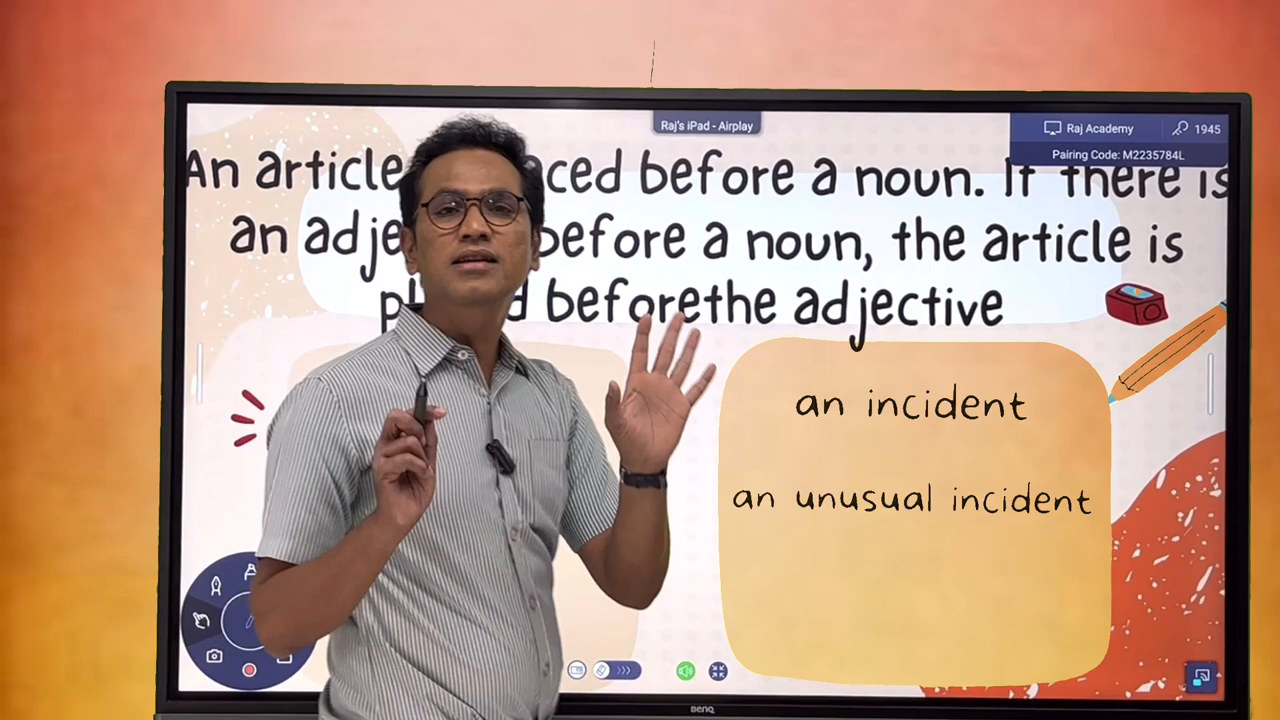 Raj's iPad - Airplay
Raj Academy 1945
Pairing Code: M2235784L
An article aced before a noun. If there is
an adje before a noun, the article is
p d beforethe adjective
an incident
an unusual incident
BenQ